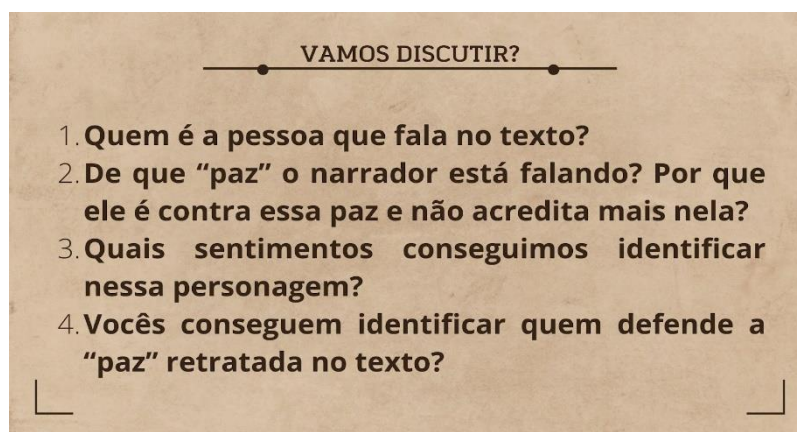 VAMOS DISCUTIR?
1. Quem é a pessoa que fala no texto?
2. De que “paz” o narrador está falando? Por que
ele é contra essa paz e não acredita mais nela?
3. Quais sentimentos conseguimos identificar
nessa personagem?
4. Vocês conseguem identificar quem defende a
“paz” retratada no texto?